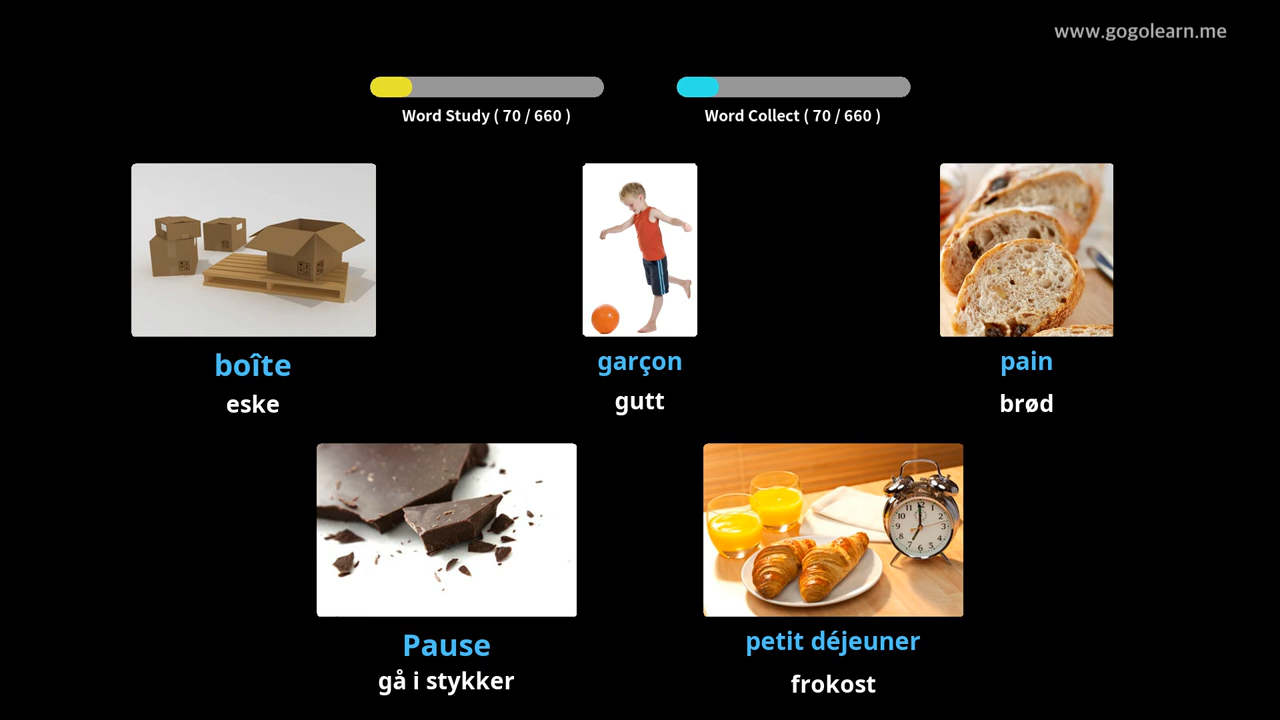 www.gogolearn.me
Word Study ( 70 / 660 )
Word Collect ( 70 / 660 )
boîte
eske
garçon
gutt
pain
brød
Pause
gå i stykker
petit déjeuner
frokost